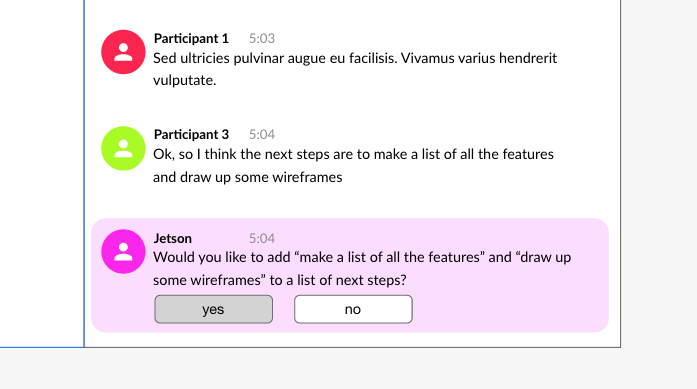 Participant 1 5:03
Sed ultricies pulvinar augue eu facilisis. Vivamus varius hendrerit
vulputate.
Participant 3 5:04
Ok, so I think the next steps are to make a list of all the features
and draw up some wireframes
Jetson 5:04
Would you like to add “make a list of all the features” and “draw up
some wireframes” to a list of next steps?
yes no